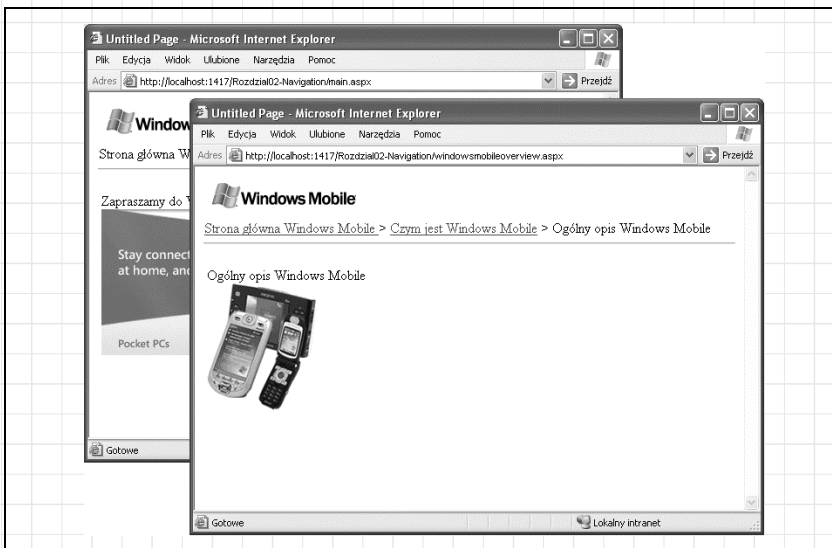 Untitled Page - Microsoft Internet Explorer
Plik Edycja Widok Ulubione Narzędzia Pomoc
Adres http://localhost:1417/Rozdzial02-Navigation/main.aspx Przejdź
Window
Strona główna W
Zapraszamy do
Stay connect
at home, and
Pocket PCs
Gotowe
Untitled Page - Microsoft Internet Explorer
Plik Edycja Widok Ulubione Narzędzia Pomoc
Adres http://localhost:1417/Rozdzial02-Navigation/windowsmobileoverview.aspx Przejdź
Windows Mobile
Strona główna Windows Mobile > Czym jest Windows Mobile > Ogólny opis Windows Mobile
Ogólny opis Windows Mobile
Gotowe Lokalny intranet